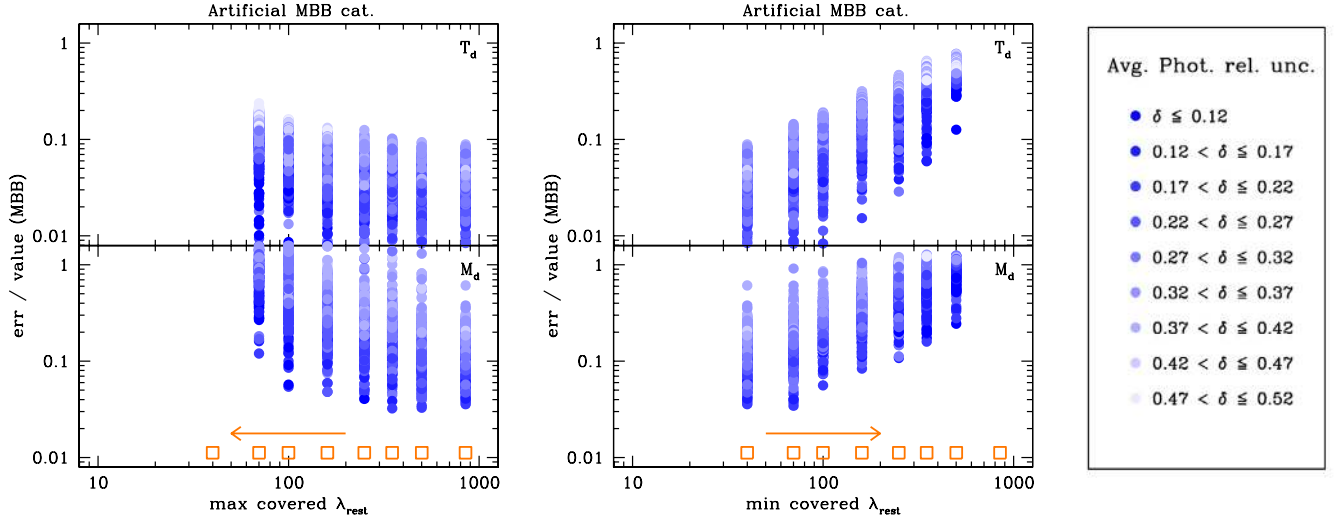 Artificial MBB cat.
T_d
1
0.1
0.01
M_d
1
0.1
0.01
err / value (MBB)
10
100
1000
max covered λ_rest
Artificial MBB cat.
T_d
1
0.1
0.01
M_d
1
0.1
0.01
err / value (MBB)
10
100
1000
min covered λ_rest
Avg. Phot. rel. unc.
δ ≦ 0.12
0.12 < δ ≦ 0.17
0.17 < δ ≦ 0.22
0.22 < δ ≦ 0.27
0.27 < δ ≦ 0.32
0.32 < δ ≦ 0.37
0.37 < δ ≦ 0.42
0.42 < δ ≦ 0.47
0.47 < δ ≦ 0.52